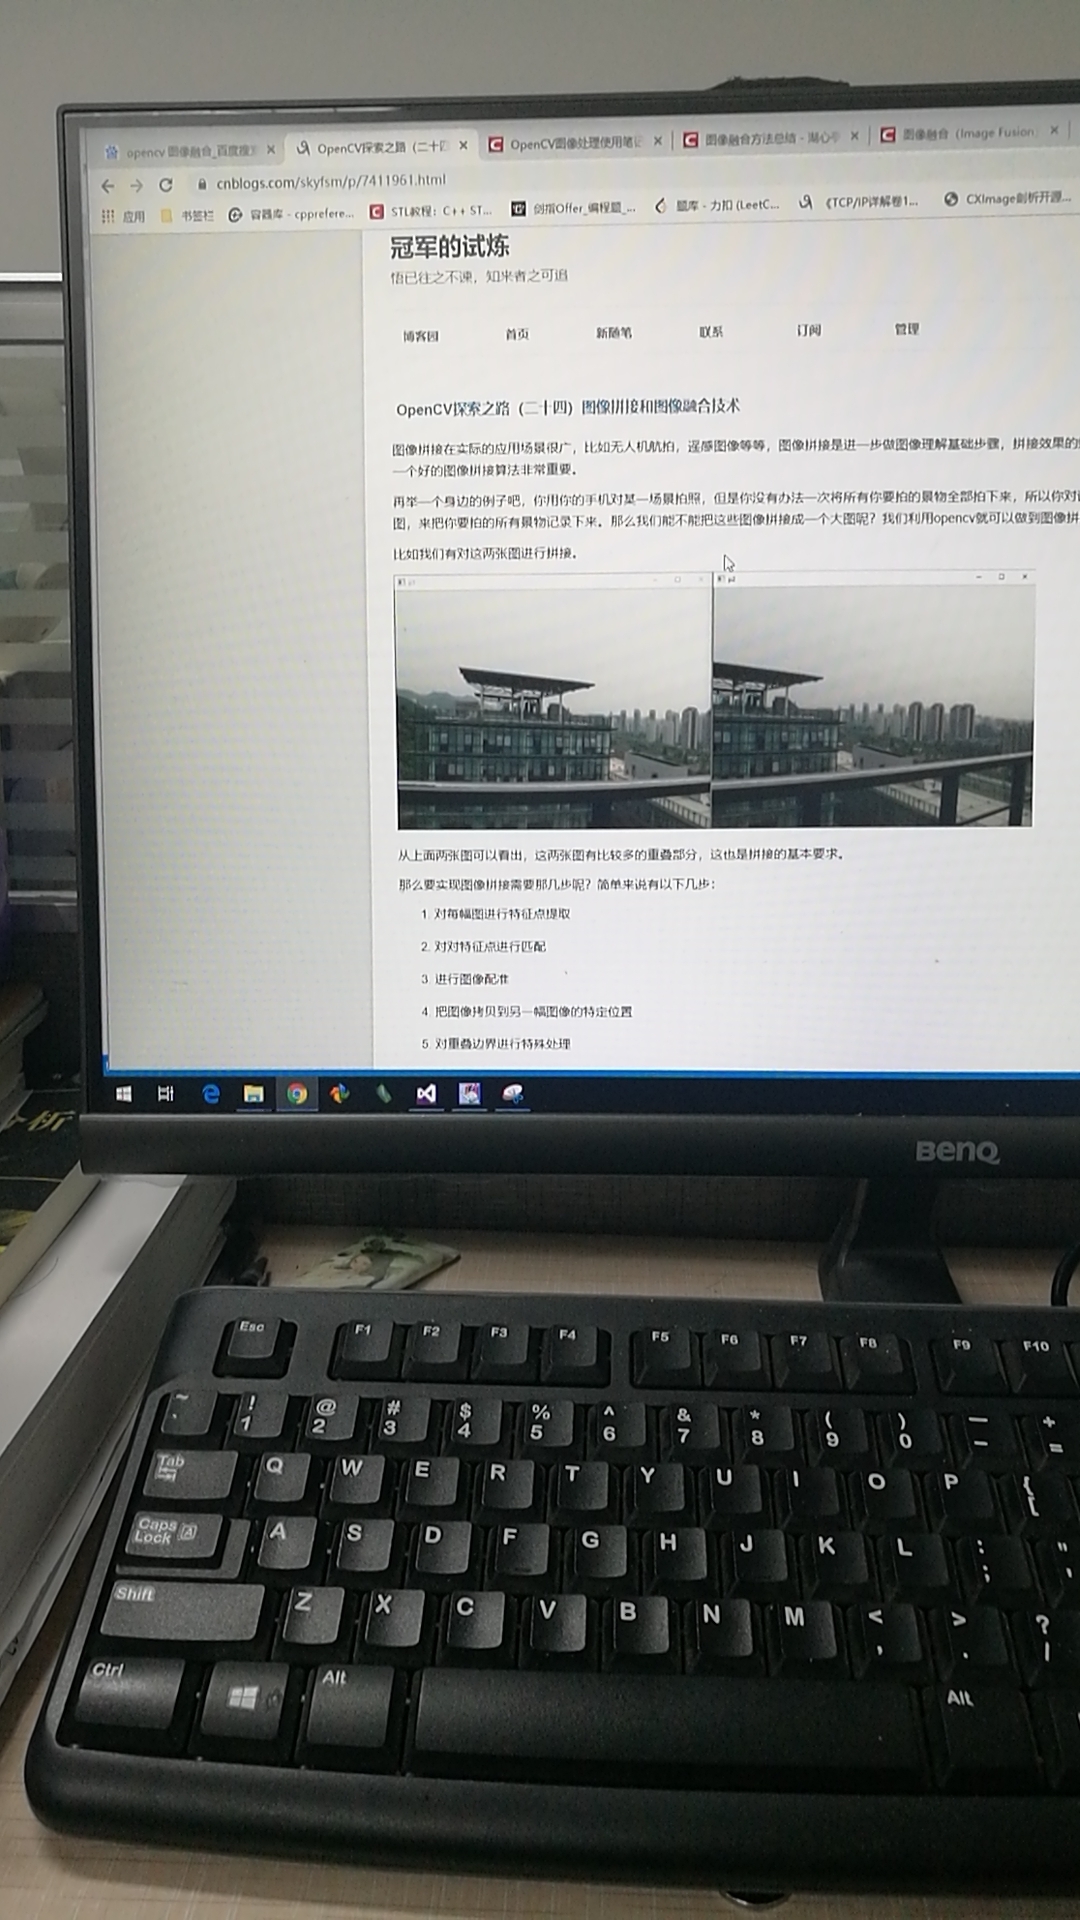 opencv 图像融合_百度搜
OpenCV探索之路（二十四
OpenCV图像处理使用笔记
图像融合方法总结 - 湖心
图像融合（Image Fusion
cnblogs.com/skyfsm/p/7411961.html
应用
书签栏
容器库 - cpprefere...
STL教程：C++ ST...
剑指Offer_编程题_...
题库 - 力扣 (LeetC...
《TCP/IP详解卷1...
CXImage剖析开源...
冠军的试炼
悟已往之不谏，知来者之可追
博客园
首页
新随笔
联系
订阅
管理
OpenCV探索之路（二十四）图像拼接和图像融合技术
图像拼接在实际的应用场景很广，比如无人机航拍，遥感图像等等，图像拼接是进一步做图像理解基础步骤，拼接效果的
一个好的图像拼接算法非常重要。
再举一个身边的例子吧，你用你的手机对某一场景拍照，但是你没有办法一次将所有你要拍的景物全部拍下来，所以你对
图，来把你要拍的所有景物记录下来。那么我们能不能把这些图像拼接成一个大图呢？我们利用opencv就可以做到图像拼
比如我们有对这两张图进行拼接。
从上面两张图可以看出，这两张图有比较多的重叠部分，这也是拼接的基本要求。
那么要实现图像拼接需要那几步呢？简单来说有以下几步：
1. 对每幅图进行特征点提取
2. 对对特征点进行匹配
3. 进行图像配准
4. 把图像拷贝到另一幅图像的特定位置
5. 对重叠边界进行特殊处理
BenQ
析
Esc F1 F2 F3 F4 F5 F6 F7 F8 F9 F10
~ ! @ # $ % ^ & * ( ) — +
` 1 2 3 4 5 6 7 8 9 0 - =
Tab Q W E R T Y U I O P {
[
Caps
Lock A A S D F G H J K L : "
; '
Shift Z X C V B N M < > ?
, . /
Ctrl Alt Alt